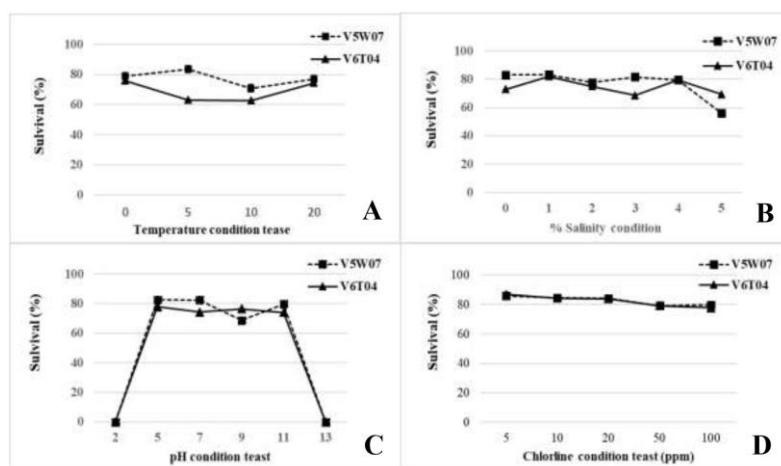 100
80
60
40
20
0
Sulvival (%)
V5W07
V6T04
0 5 10 20
Temperature condition tease
A
100
80
60
40
20
0
Sulvival (%)
V5W07
V6T04
0 1 2 3 4 5
% Salinity condition
B
100
80
60
40
20
0
Sulvival (%)
V5W07
V6T04
2 5 7 9 11 13
pH condition teast
C
100
80
60
40
20
0
Sulvival (%)
V5W07
V6T04
5 10 20 50 100
Chlorline condition teast (ppm)
D